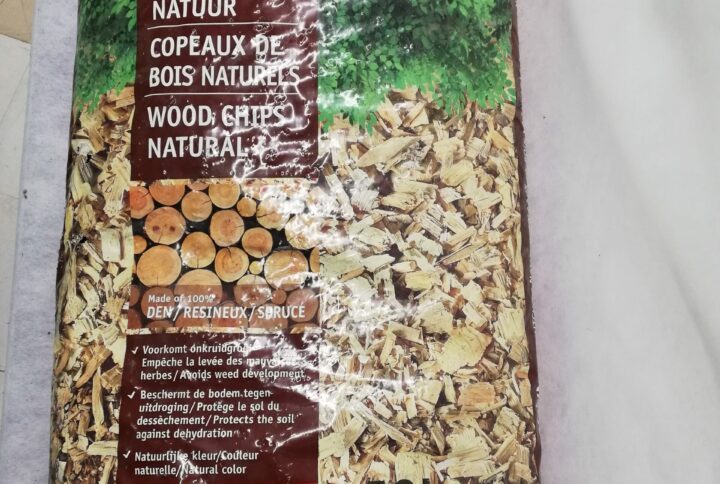 NATUUR
COPEAUX DE
BOIS NATURELS
WOOD CHIPS
NATURAL
Made of 100%
DEN/RESINEUX/SPRUCE
✓ Voorkomt onkruidgroei
Empêche la levée des mauvaises
herbes/Avoids weed development
✓ Beschermt de bodem tegen
uitdroging/Protège le sol du
dessèchement/Protects the soil
against dehydration
✓ Natuurlijke kleur/Couleur
naturelle/Natural color